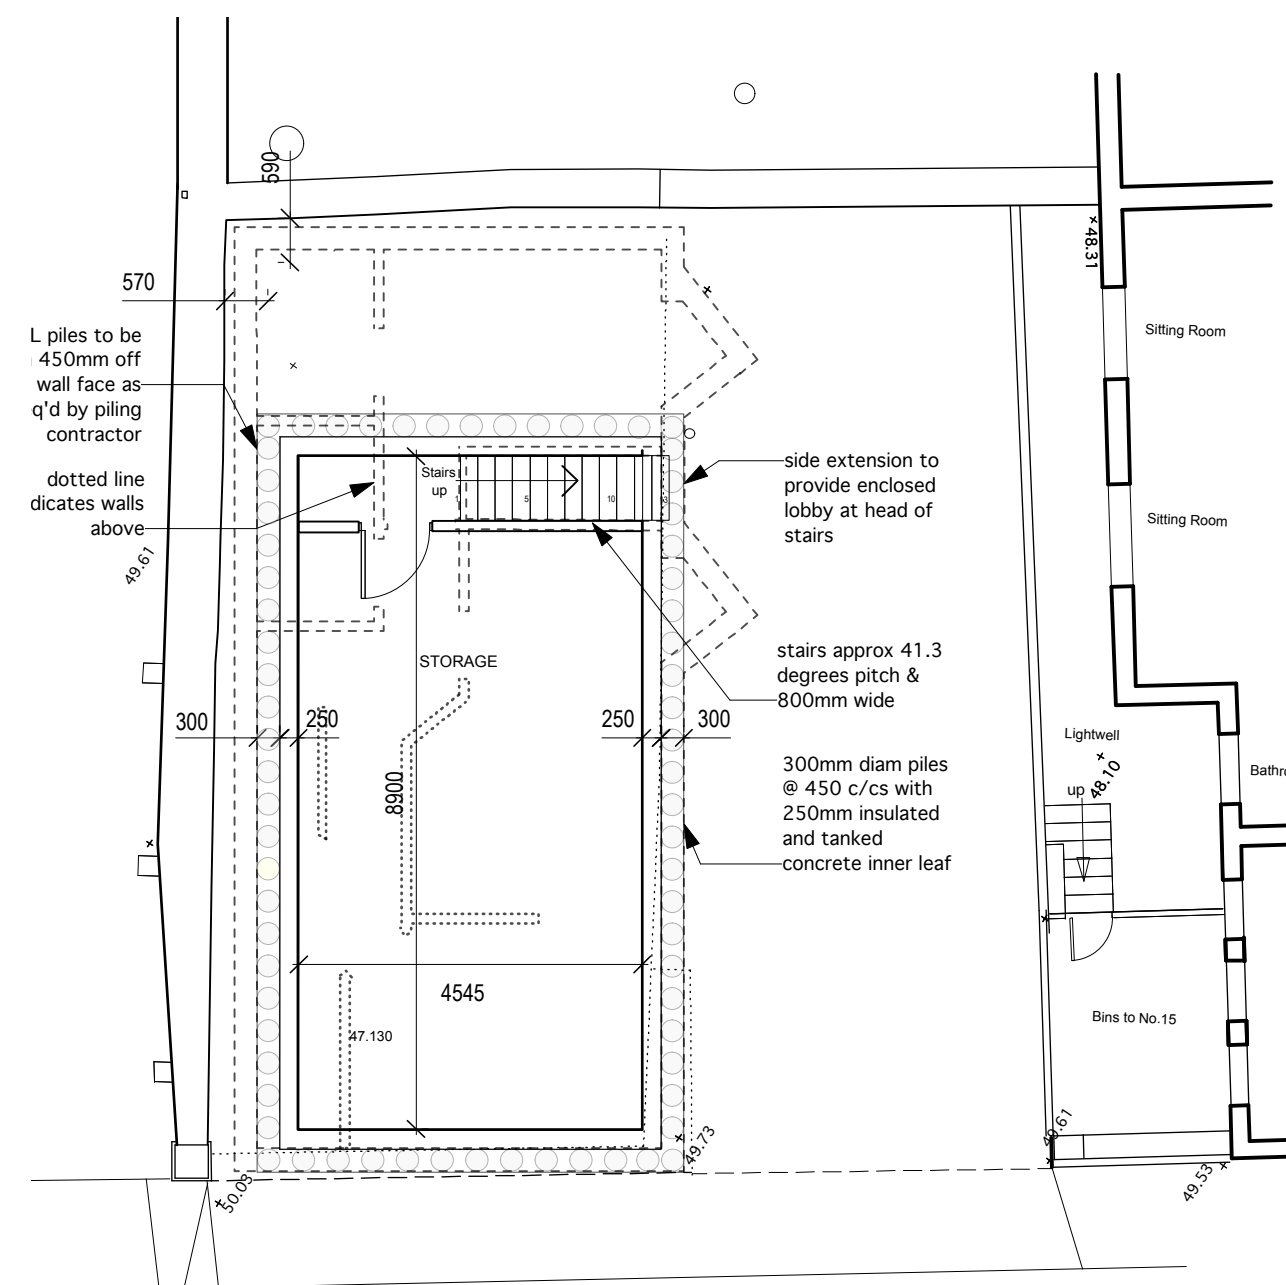 590
570
L piles to be
450mm off
wall face as
q'd by piling
contractor
dotted line
dicates walls
above
49.61
Stairs
up
1
5
10
13
side extension to
provide enclosed
lobby at head of
stairs
STORAGE
stairs approx 41.3
degrees pitch &
800mm wide
300
250
250
300
8900
300mm diam piles
@ 450 c/cs with
250mm insulated
and tanked
concrete inner leaf
4545
47.130
50.03
49.73
48.31
Sitting Room
Sitting Room
Lightwell
48.10
up
Bathro
Bins to No.15
49.61
49.53